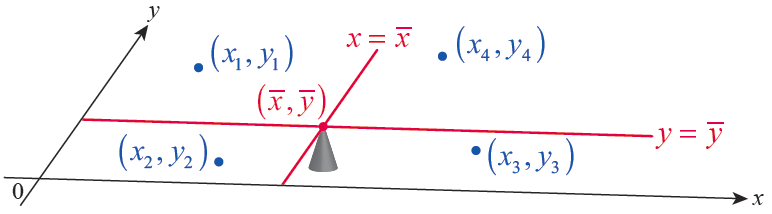 y
(x₁, y₁)
x = x̅
(x₄, y₄)
(x̅, y̅)
y = y̅
(x₂, y₂)
(x₃, y₃)
0
x